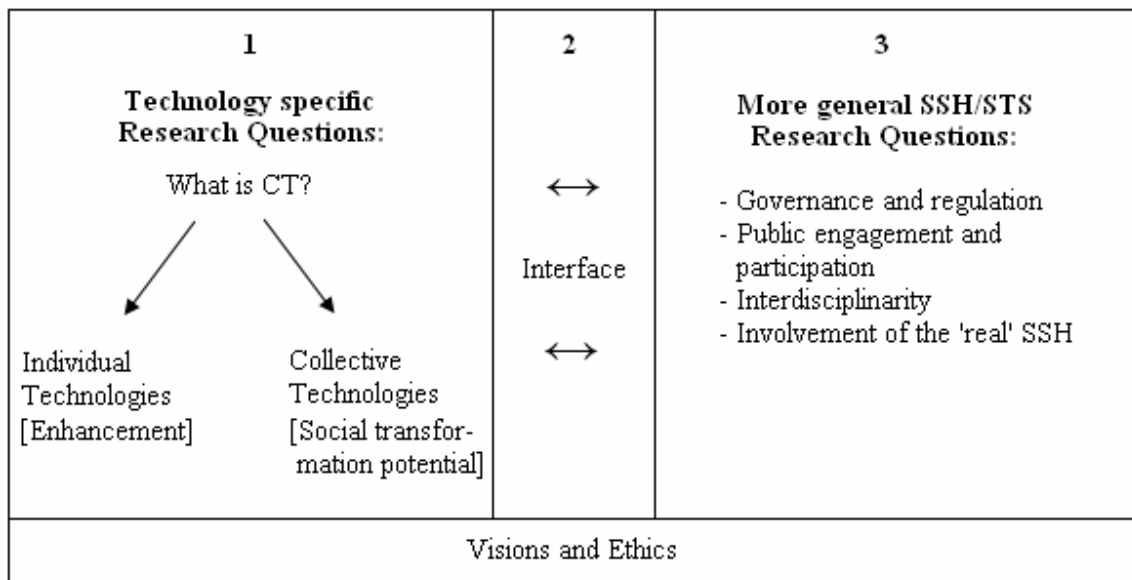 1
Technology specific
Research Questions:
What is CT?
Individual
Technologies
[Enhancement]
Collective
Technologies
[Social transfor-
mation potential]
2
Interface
3
More general SSH/STS
Research Questions:
- Governance and regulation
- Public engagement and
participation
- Interdisciplinarity
- Involvement of the 'real' SSH
Visions and Ethics